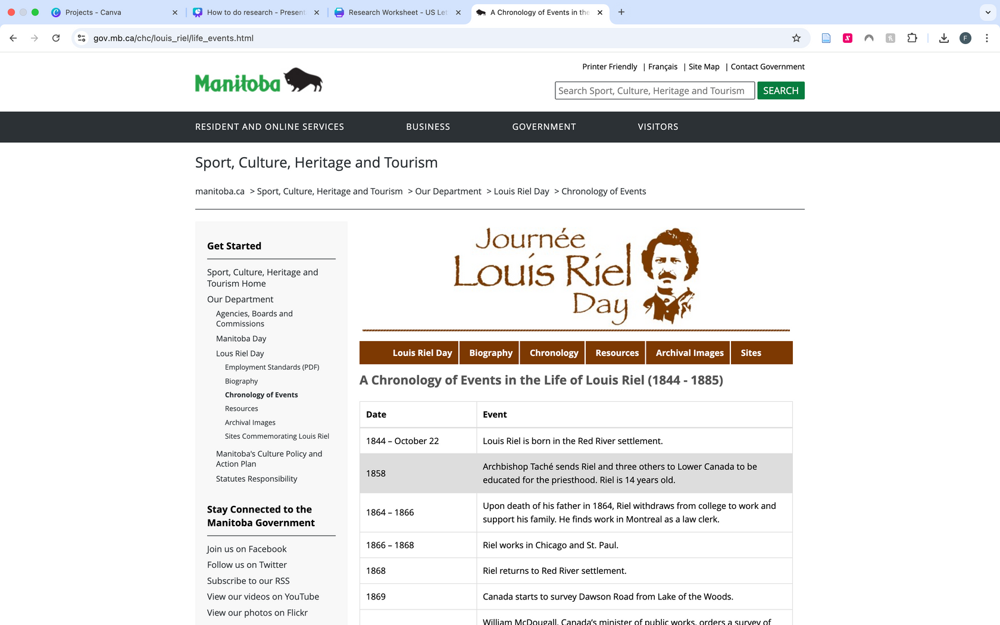 Projects - Canva
How to do research - Present
Research Worksheet - US Let
A Chronology of Events in the
gov.mb.ca/chc/louis_riel/life_events.html
F
Manitoba
Printer Friendly | Français | Site Map | Contact Government
Search Sport, Culture, Heritage and Tourism SEARCH
RESIDENT AND ONLINE SERVICES BUSINESS GOVERNMENT VISITORS
Sport, Culture, Heritage and Tourism
manitoba.ca > Sport, Culture, Heritage and Tourism > Our Department > Louis Riel Day > Chronology of Events
Get Started
Sport, Culture, Heritage and
Tourism Home
Our Department
Agencies, Boards and
Commissions
Manitoba Day
Lous Riel Day
Employment Standards (PDF)
Biography
Chronology of Events
Resources
Archival Images
Sites Commemorating Louis Riel
Manitoba's Culture Policy and
Action Plan
Statutes Responsibility
Stay Connected to the
Manitoba Government
Join us on Facebook
Follow us on Twitter
Subscribe to our RSS
View our videos on YouTube
View our photos on Flickr
Journée
Louis Riel
Day
Louis Riel Day Biography Chronology Resources Archival Images Sites
A Chronology of Events in the Life of Louis Riel (1844 - 1885)
Date Event
1844 – October 22 Louis Riel is born in the Red River settlement.
1858 Archbishop Taché sends Riel and three others to Lower Canada to be
educated for the priesthood. Riel is 14 years old.
1864 – 1866 Upon death of his father in 1864, Riel withdraws from college to work and
support his family. He finds work in Montreal as a law clerk.
1866 – 1868 Riel works in Chicago and St. Paul.
1868 Riel returns to Red River settlement.
1869 Canada starts to survey Dawson Road from Lake of the Woods.
William McDougall, Canada's minister of public works, orders a survey of